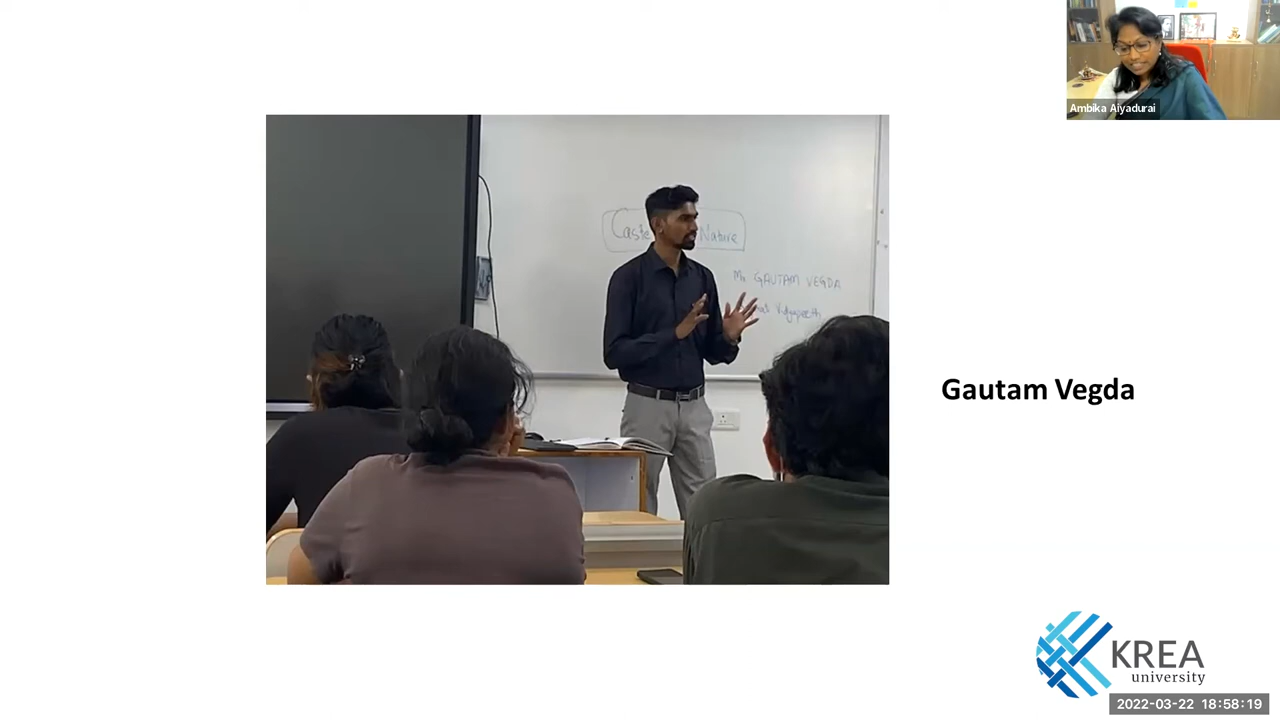 Ambika Aiyadurai
Caste Nature
Mr GAUTAM VEGDA
Gautam Vegda
KREA
university
2022-03-22 18:58:19